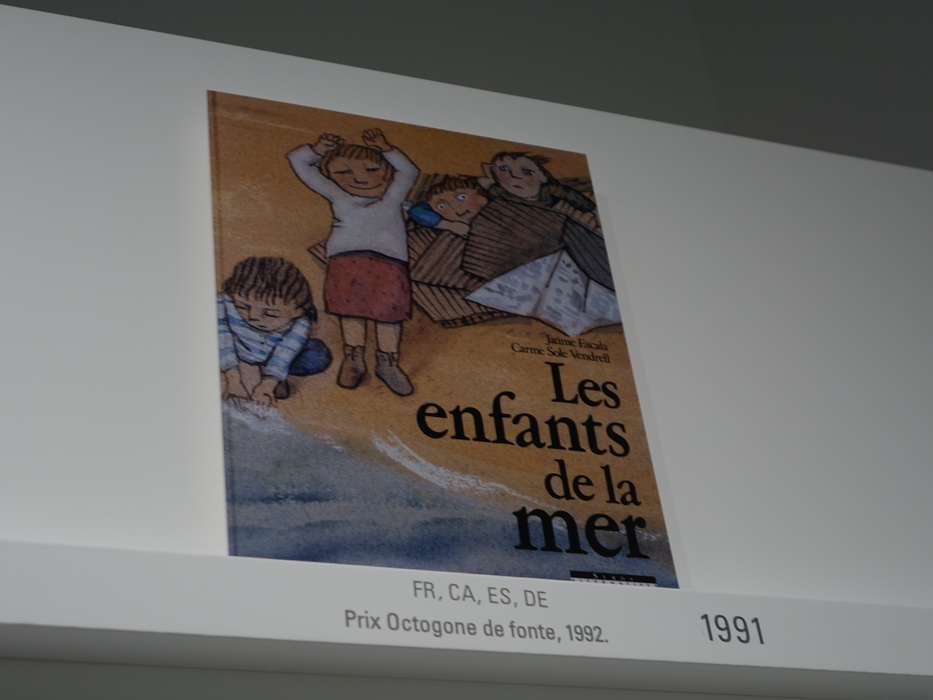 Jaume Escala
Carme Sole Vendrell
Les
enfants
de la
mer
FR, CA, ES, DE
Prix Octogone de fonte, 1992.
1991